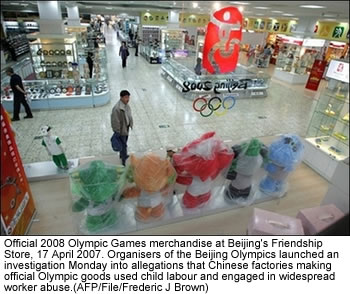 Beijing 2008
Official 2008 Olympic Games merchandise at Beijing's Friendship
Store, 17 April 2007. Organisers of the Beijing Olympics launched an
investigation Monday into allegations that Chinese factories making
official Olympic goods used child labour and engaged in widespread
worker abuse.(AFP/File/Frederic J Brown)